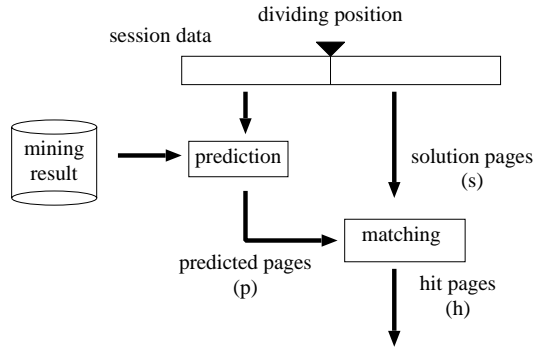 dividing position
session data
mining
result
prediction
solution pages
(s)
matching
predicted pages
(p)
hit pages
(h)